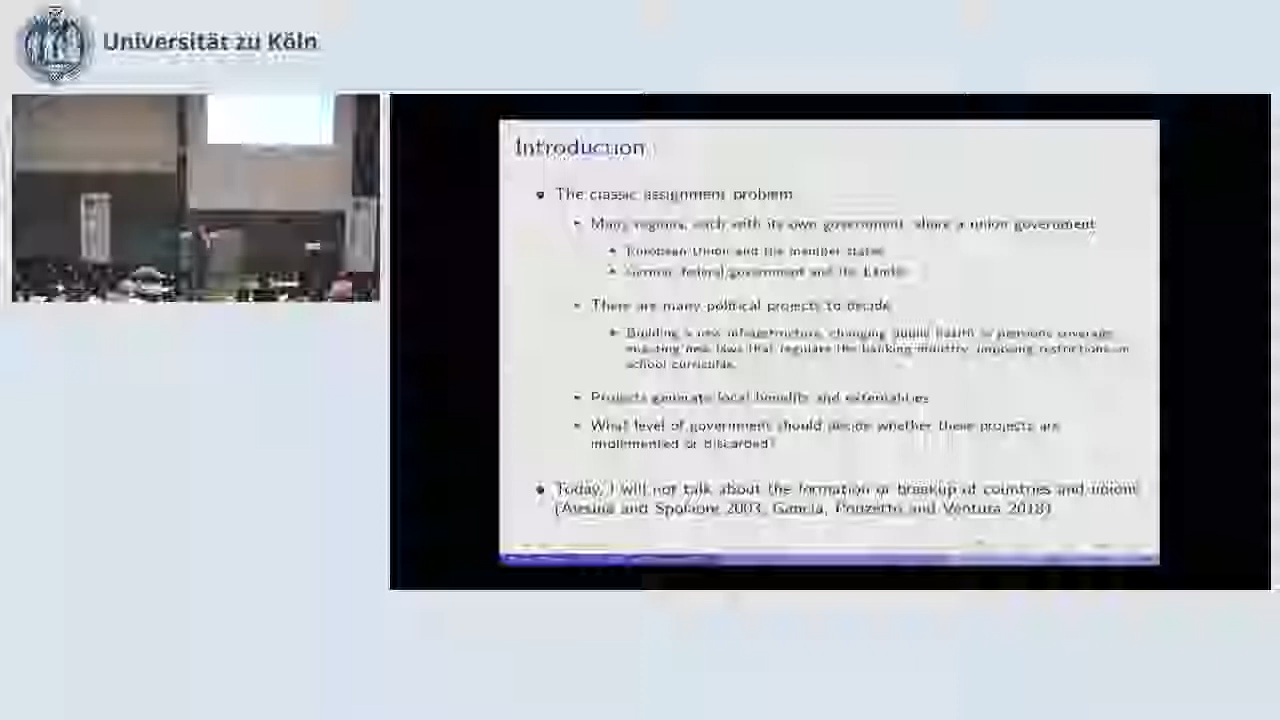 Universität zu Köln
Introduction
The classic assignment problem
Many regions, each with its own government, share a union government
European Union and the member states
German federal government and its Länder
There are many political projects to decide
Building a new infrastructure, changing public health or pensions coverage,
enacting new laws that regulate the banking industry, imposing restrictions on
school curricula.
Projects generate local benefits and externalities
What level of government should decide whether these projects are
implemented or discarded?
Today, I will not talk about the formation or breakup of countries and unions
(Alesina and Spolaore 2003, Gancia, Ponzetto and Ventura 2018)